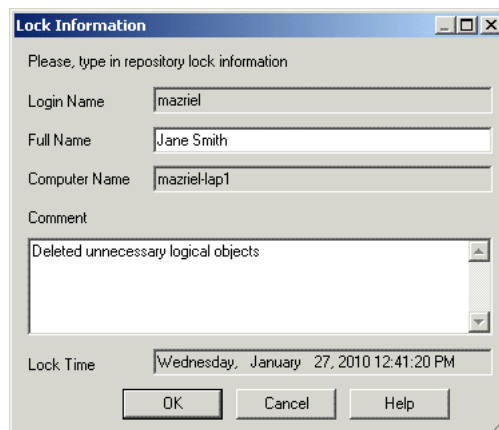 Lock Information
Please, type in repository lock information
Login Name mazriel
Full Name Jane Smith
Computer Name mazriel-lap1
Comment
Deleted unnecessary logical objects
Lock Time Wednesday, January 27, 2010 12:41:20 PM
OK Cancel Help